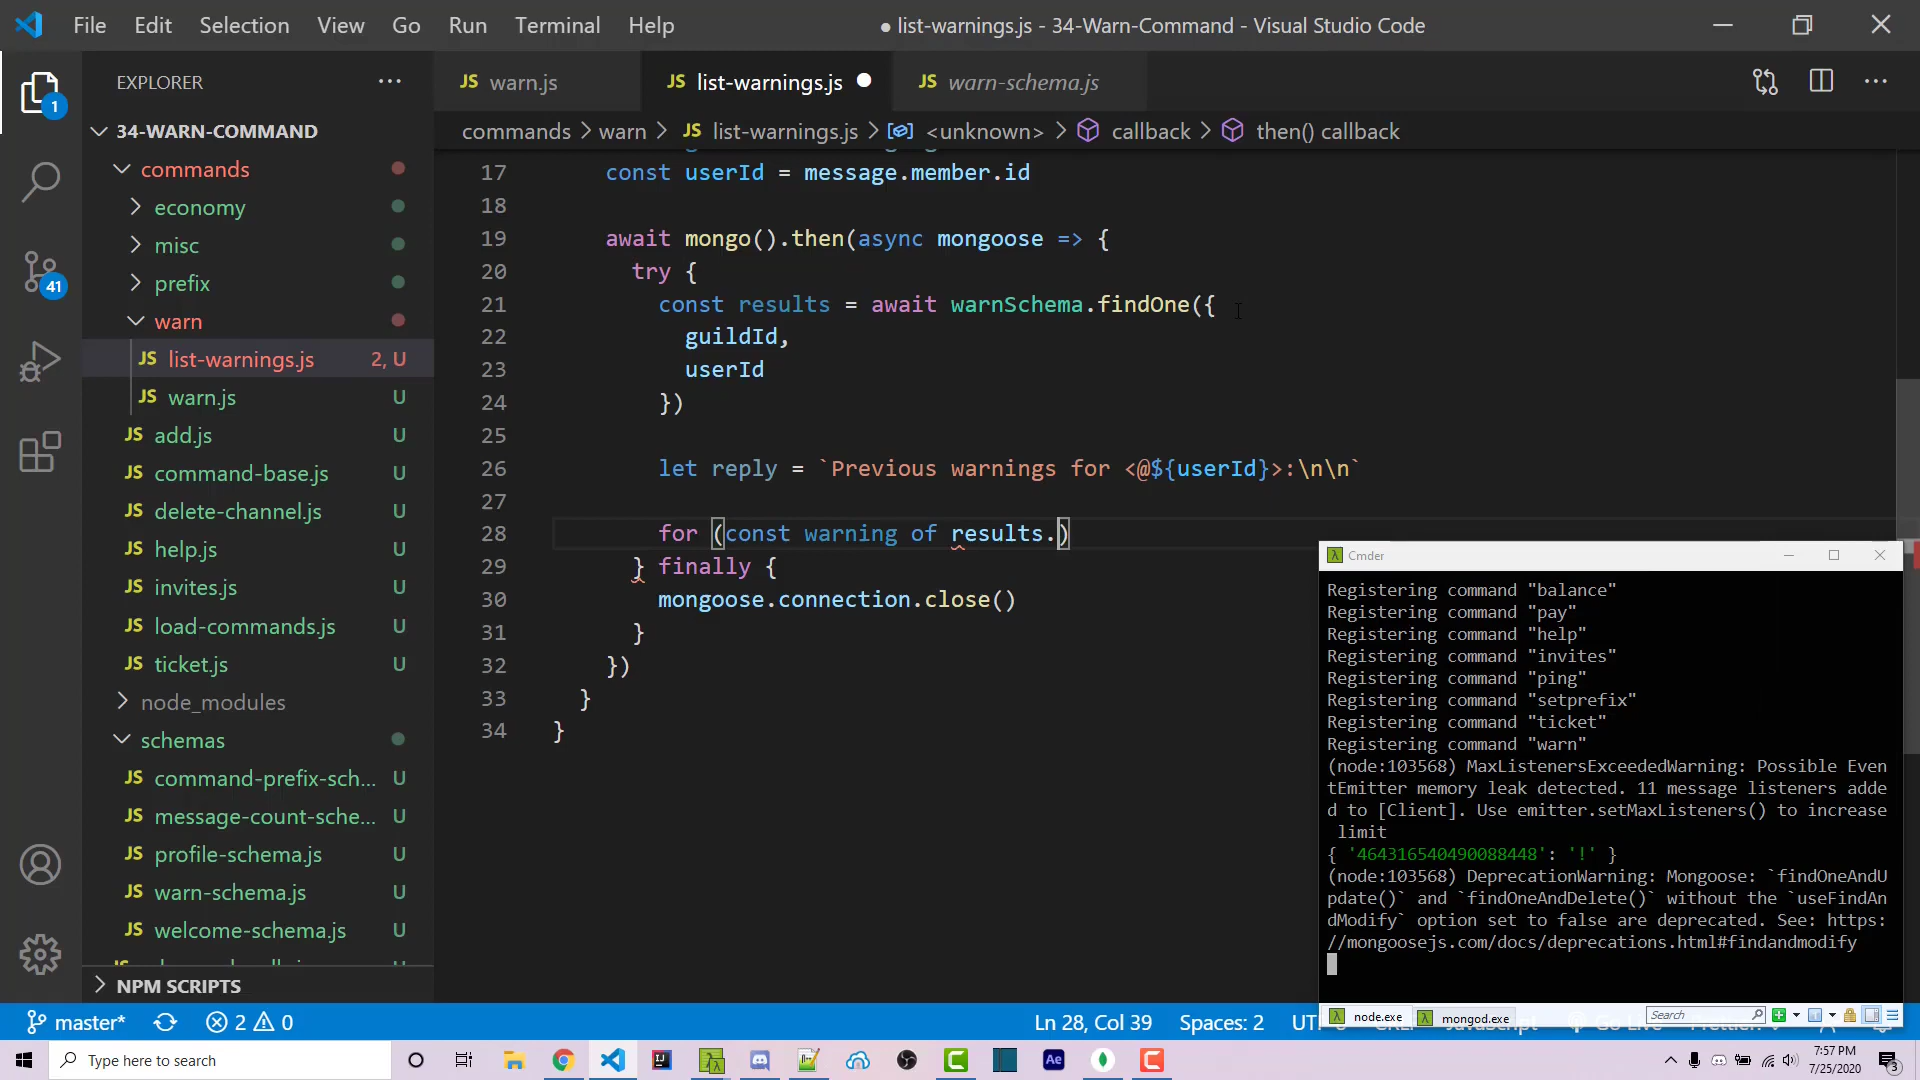 File Edit Selection View Go Run Terminal Help
● list-warnings.js - 34-Warn-Command - Visual Studio Code
EXPLORER
34-WARN-COMMAND
commands
economy
misc
prefix
warn
JS list-warnings.js 2, U
JS warn.js U
JS add.js U
JS command-base.js U
JS delete-channel.js U
JS help.js U
JS invites.js U
JS load-commands.js U
JS ticket.js U
node_modules
schemas
JS command-prefix-sch... U
JS message-count-sche... U
JS profile-schema.js U
JS warn-schema.js U
JS welcome-schema.js U
NPM SCRIPTS
1
41
JS warn.js
JS list-warnings.js
JS warn-schema.js
commands > warn > JS list-warnings.js > <unknown> > callback > then() callback
17 const userId = message.member.id
18
19 await mongo().then(async mongoose => {
20 try {
21 const results = await warnSchema.findOne({
22 guildId,
23 userId
24 })
25
26 let reply = `Previous warnings for <@${userId}>:\n\n`
27
28 for (const warning of results.)
29 } finally {
30 mongoose.connection.close()
31 }
32 })
33 }
34 }
Cmder
Registering command "balance"
Registering command "pay"
Registering command "help"
Registering command "invites"
Registering command "ping"
Registering command "setprefix"
Registering command "ticket"
Registering command "warn"
(node:103568) MaxListenersExceededWarning: Possible Even
tEmitter memory leak detected. 11 message listeners adde
d to [Client]. Use emitter.setMaxListeners() to increase
limit
{ '464316540490088448': '!' }
(node:103568) DeprecationWarning: Mongoose: `findOneAndU
pdate()` and `findOneAndDelete()` without the `useFindAn
dModify` option set to false are deprecated. See: https:
//mongoosejs.com/docs/deprecations.html#findandmodify
node.exe
mongod.exe
Search
master*
2 0
Ln 28, Col 39
Spaces: 2
Type here to search
7:57 PM
7/25/2020
3